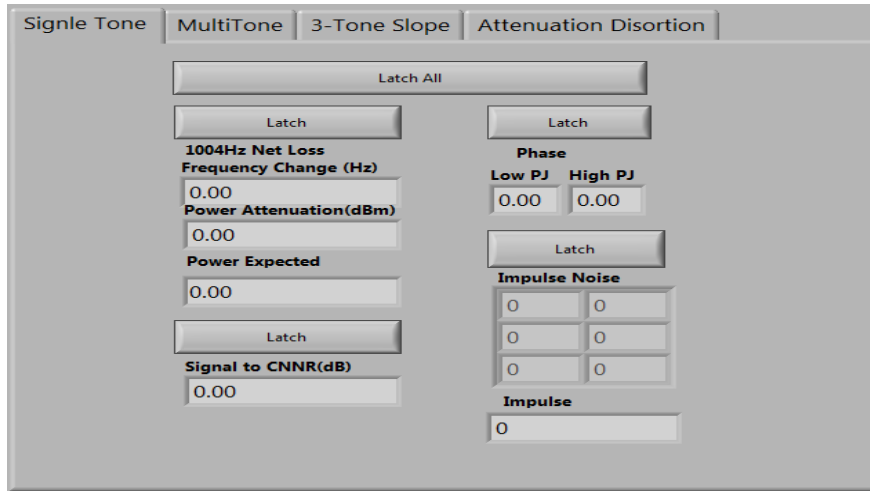 Signle Tone MultiTone 3-Tone Slope Attenuation Disortion
Latch All
Latch
1004Hz Net Loss
Frequency Change (Hz)
0.00
Power Attenuation(dBm)
0.00
Power Expected
0.00
Latch
Signal to CNNR(dB)
0.00
Latch
Phase
Low PJ High PJ
0.00 0.00
Latch
Impulse Noise
0 0
0 0
0 0
Impulse
0